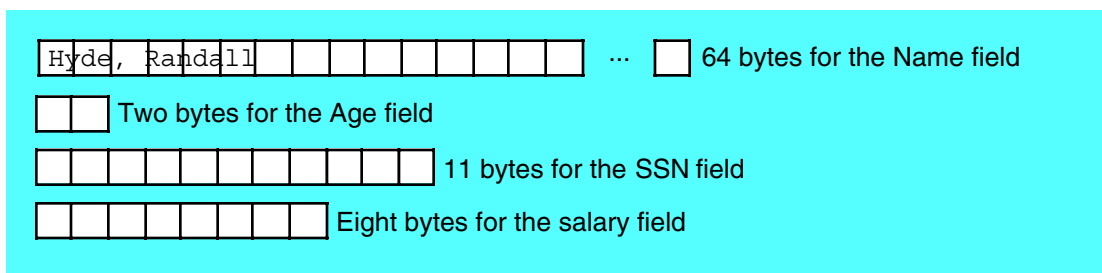 Hyde, Randall ... 64 bytes for the Name field
Two bytes for the Age field
11 bytes for the SSN field
Eight bytes for the salary field